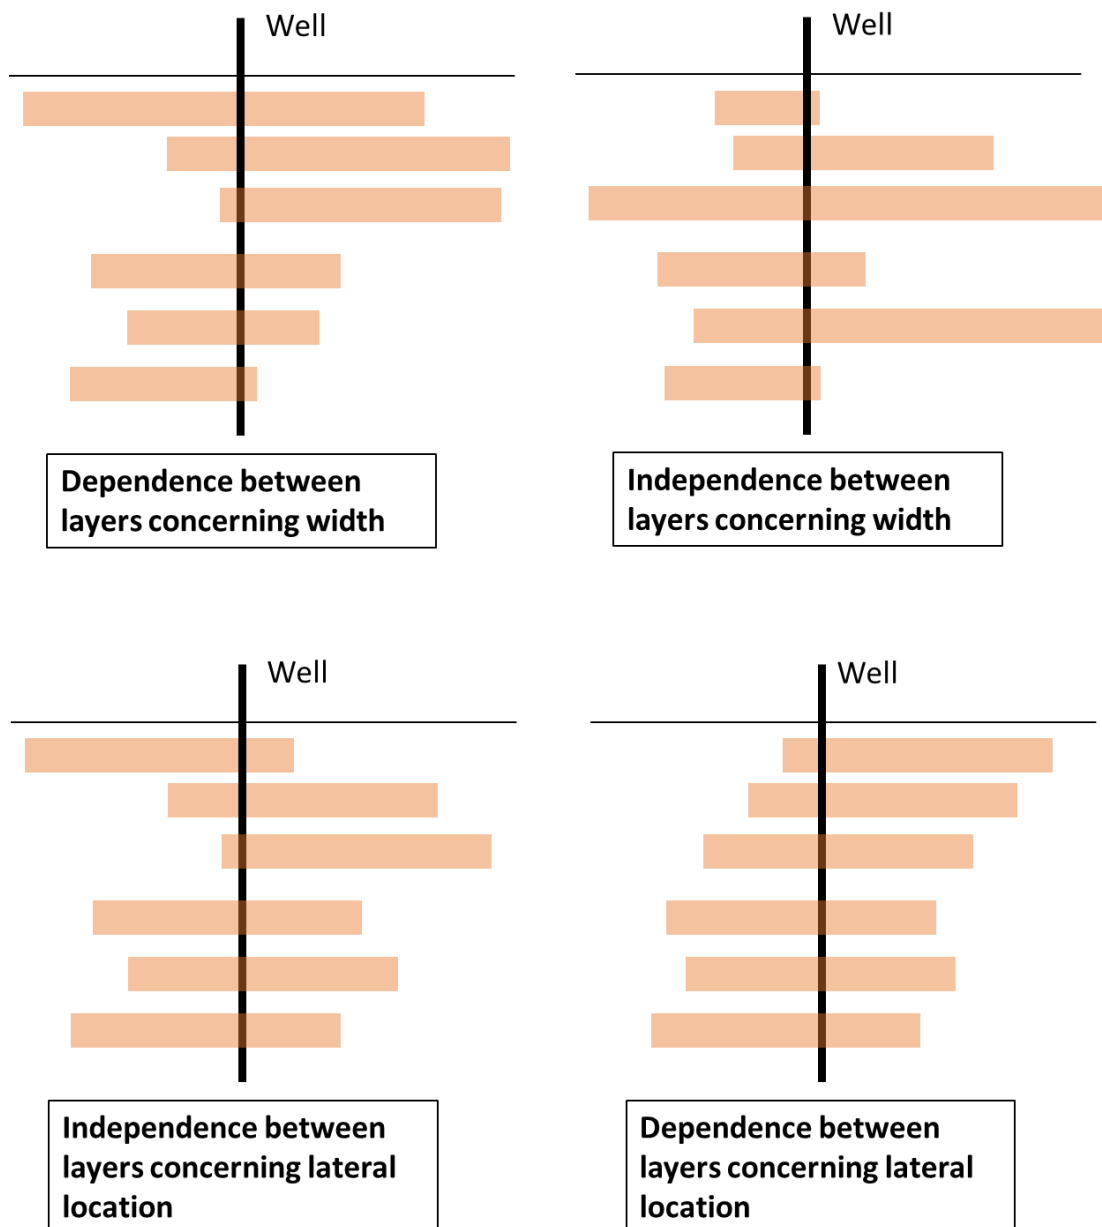 Well
Well
Dependence between
layers concerning width
Independence between
layers concerning width
Well
Well
Independence between
layers concerning lateral
location
Dependence between
layers concerning lateral
location